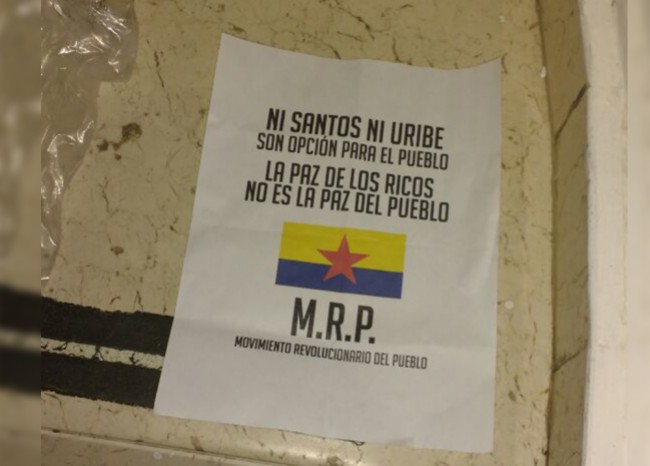 NI SANTOS NI URIBE
SON OPCIÓN PARA EL PUEBLO
LA PAZ DE LOS RICOS
NO ES LA PAZ DEL PUEBLO
M.R.P.
MOVIMIENTO REVOLUCIONARIO DEL PUEBLO